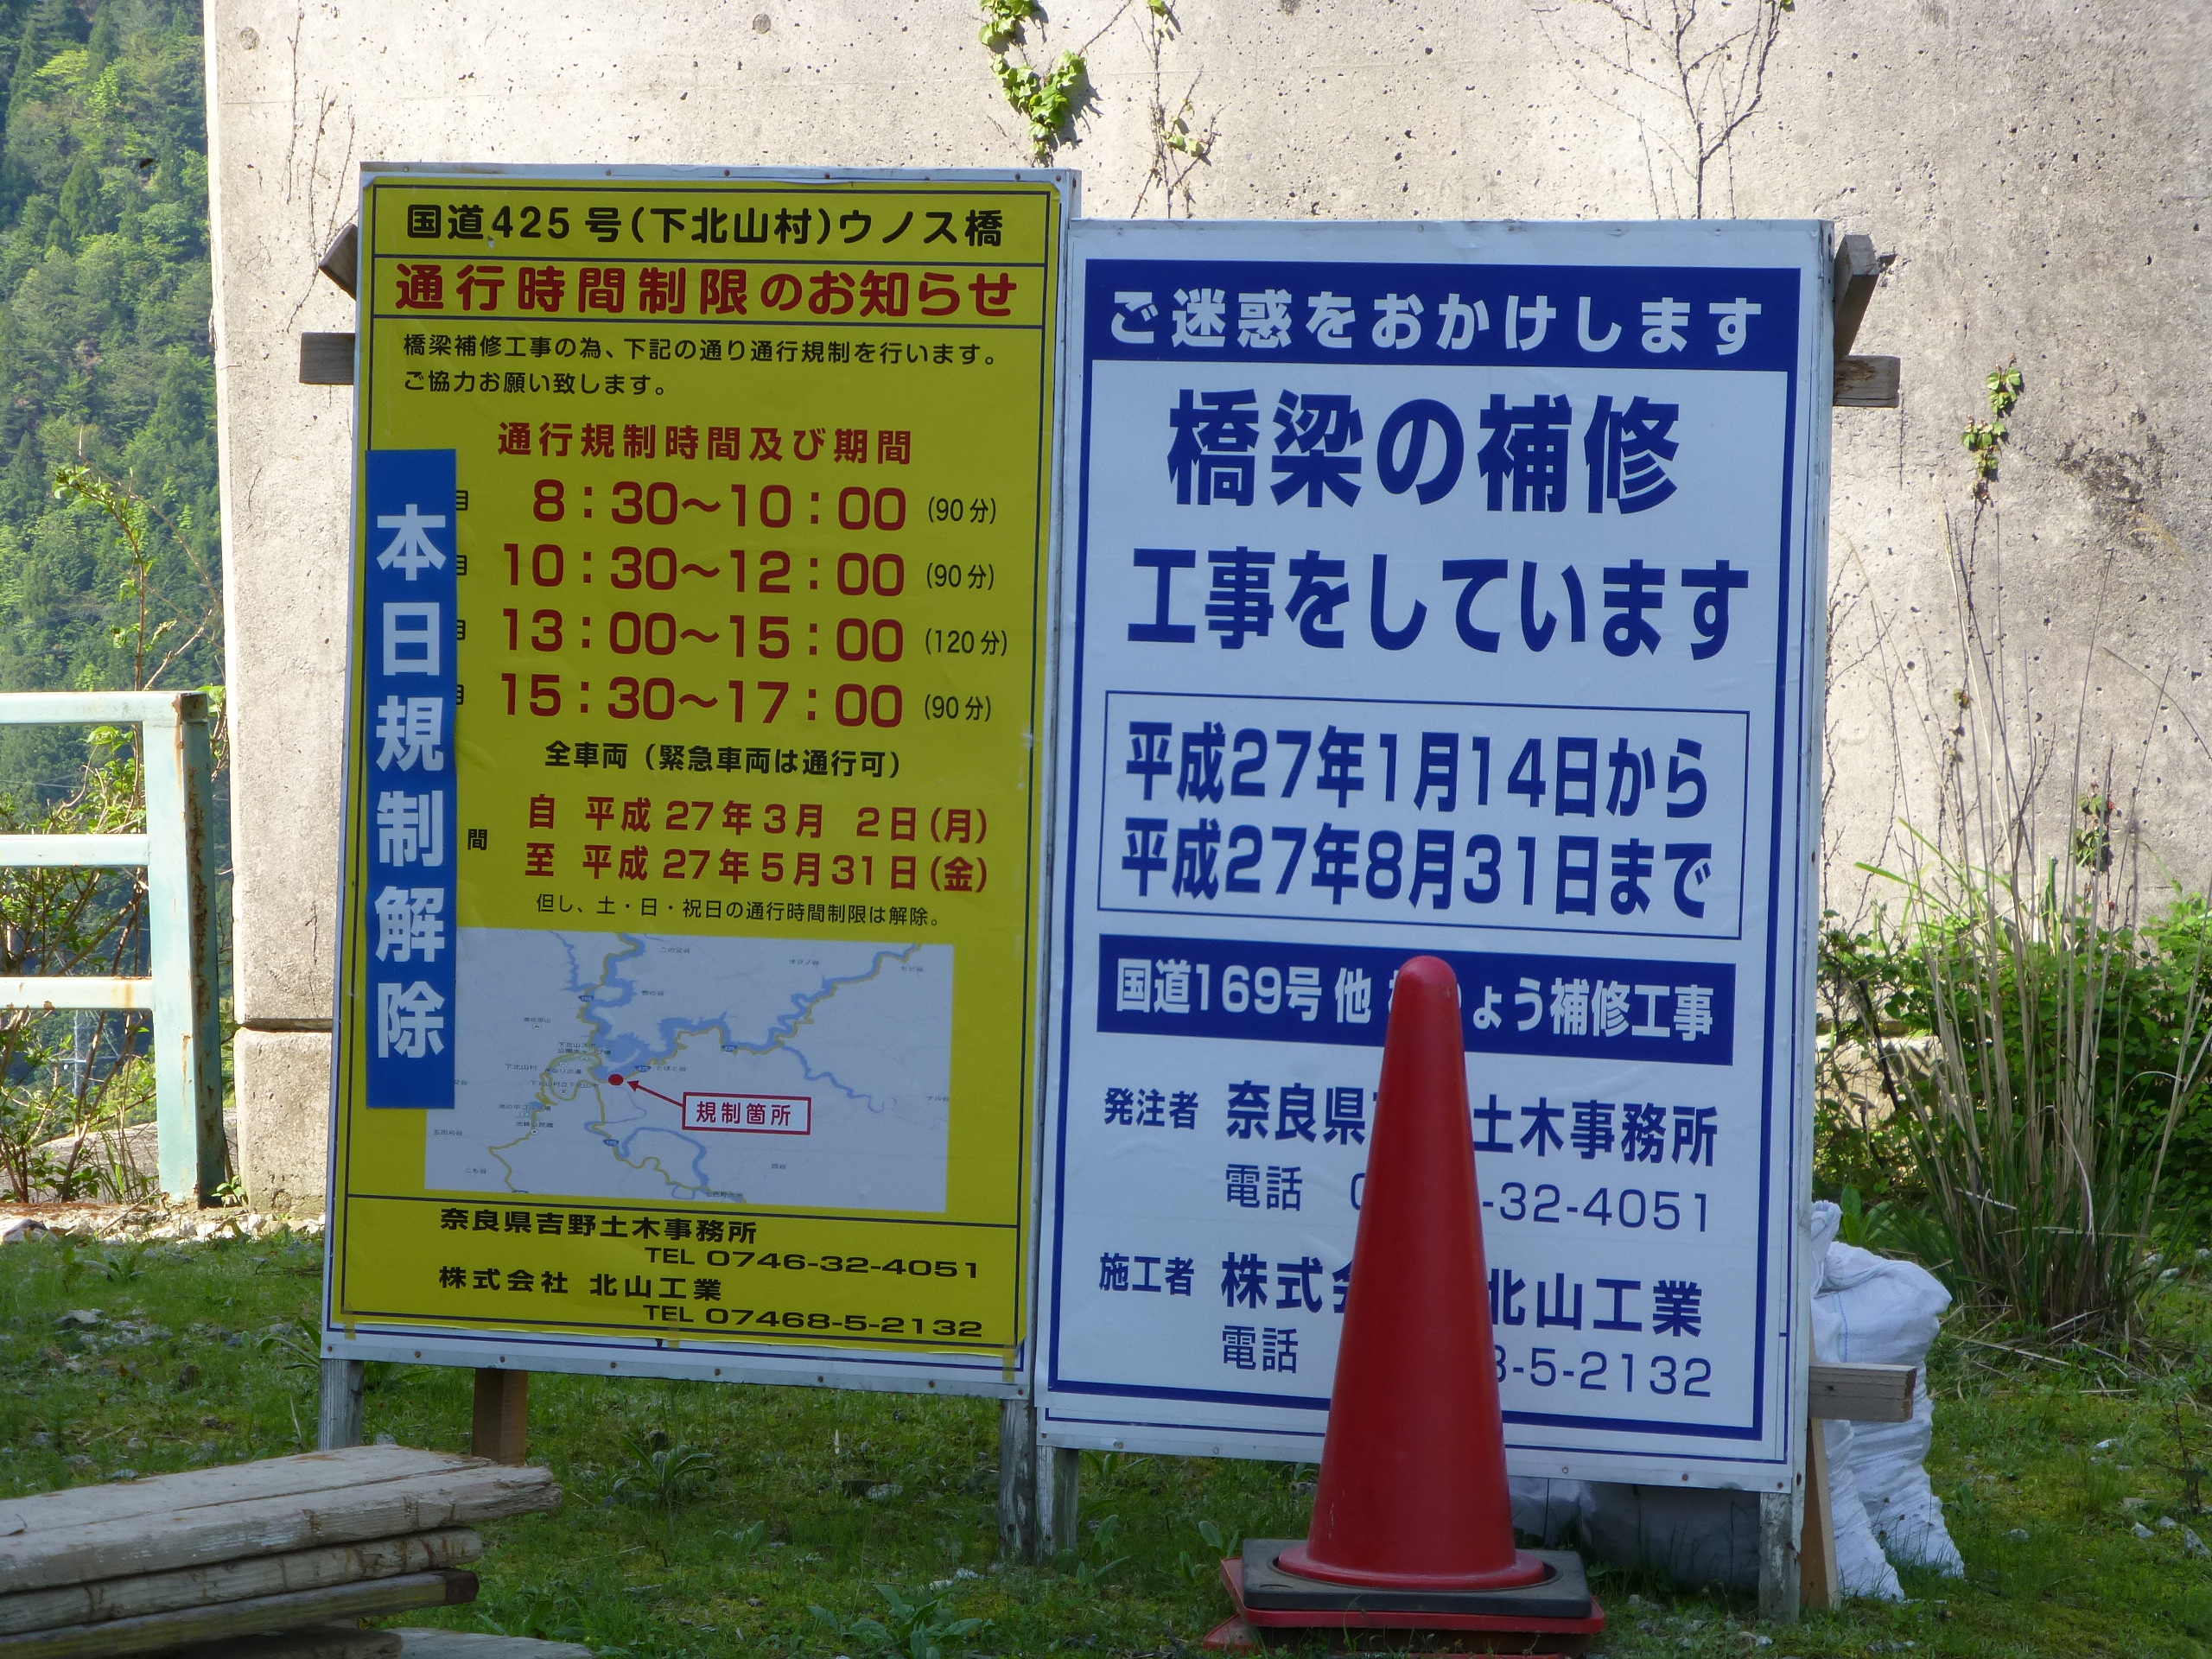 国道425号(下北山村)ウノス橋
通行時間制限のお知らせ
橋梁補修工事の為、下記の通り通行規制を行います。
ご協力お願い致します。
通行規制時間及び期間
8:30～10:00 (90分)
10:30～12:00 (90分)
13:00～15:00 (120分)
15:30～17:00 (90分)
全車両(緊急車両は通行可)
間
自 平成27年3月 2日(月)
至 平成27年5月31日(金)
但し、土・日・祝日の通行時間制限は解除。
本日規制解除
規制箇所
奈良県吉野土木事務所
TEL 0746-32-4051
株式会社 北山工業
TEL 07468-5-2132
ご迷惑をおかけします
橋梁の補修
工事をしています
平成27年1月14日から
平成27年8月31日まで
国道169号 他 ょう補修工事
発注者 奈良県 土木事務所
電話 -32-4051
施工者 株式 北山工業
電話 -5-2132